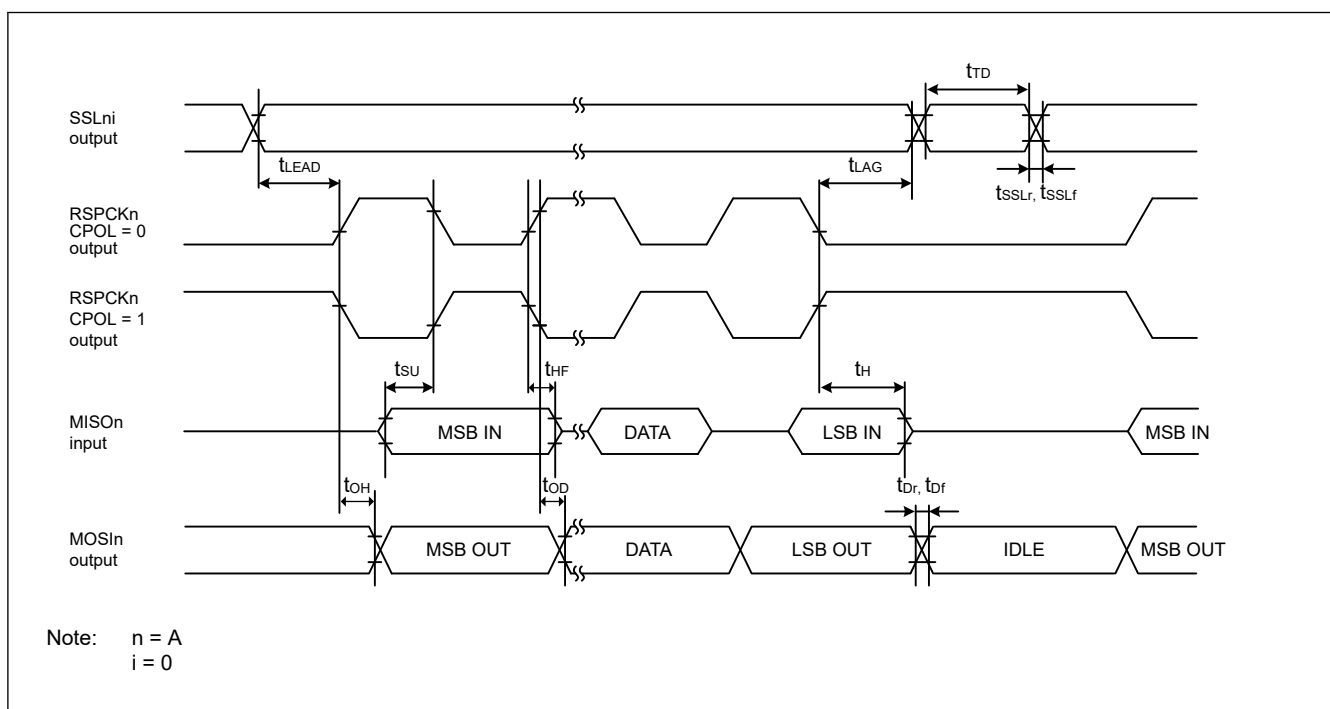 tTD
SSLni
output
tLEAD
tLAG
tSSLr, tSSLf
RSPCKn
CPOL = 0
output
RSPCKn
CPOL = 1
output
tSU
tHF
tH
MISOn
input
MSB IN
DATA
LSB IN
MSB IN
tOH
tOD
tDr, tDf
MOSIn
output
MSB OUT
DATA
LSB OUT
IDLE
MSB OUT
Note: n = A
i = 0